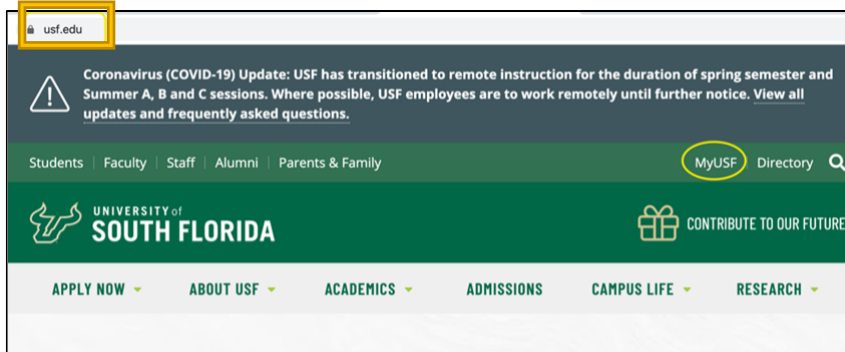 usf.edu
Coronavirus (COVID-19) Update: USF has transitioned to remote instruction for the duration of spring semester and
Summer A, B and C sessions. Where possible, USF employees are to work remotely until further notice. View all
updates and frequently asked questions.
Students | Faculty | Staff | Alumni | Parents & Family MyUSF Directory
UNIVERSITY of
SOUTH FLORIDA
CONTRIBUTE TO OUR FUTURE
APPLY NOW ABOUT USF ACADEMICS ADMISSIONS CAMPUS LIFE RESEARCH